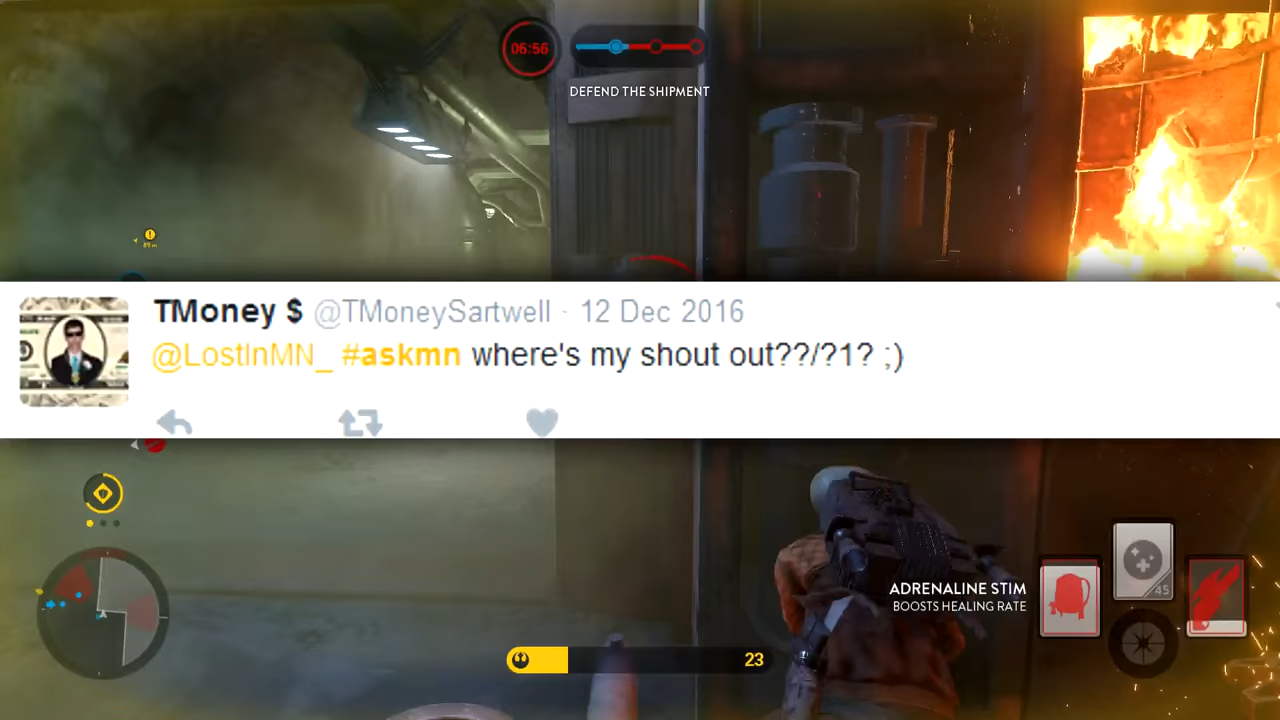 06:56
DEFEND THE SHIPMENT
TMoney $ @TMoneySartwell · 12 Dec 2016
@LostInMN_ #askmn where's my shout out??/?1? ;)
ADRENALINE STIM
BOOSTS HEALING RATE
45
23